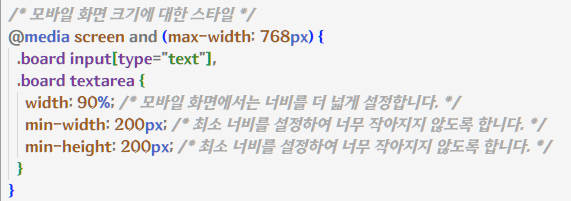 /* 모바일 화면 크기에 대한 스타일 */
@media screen and (max-width: 768px) {
.board input[type="text"],
.board textarea {
width: 90%; /* 모바일 화면에서는 너비를 더 넓게 설정합니다. */
min-width: 200px; /* 최소 너비를 설정하여 너무 작아지지 않도록 합니다. */
min-height: 200px; /* 최소 너비를 설정하여 너무 작아지지 않도록 합니다. */
}
}